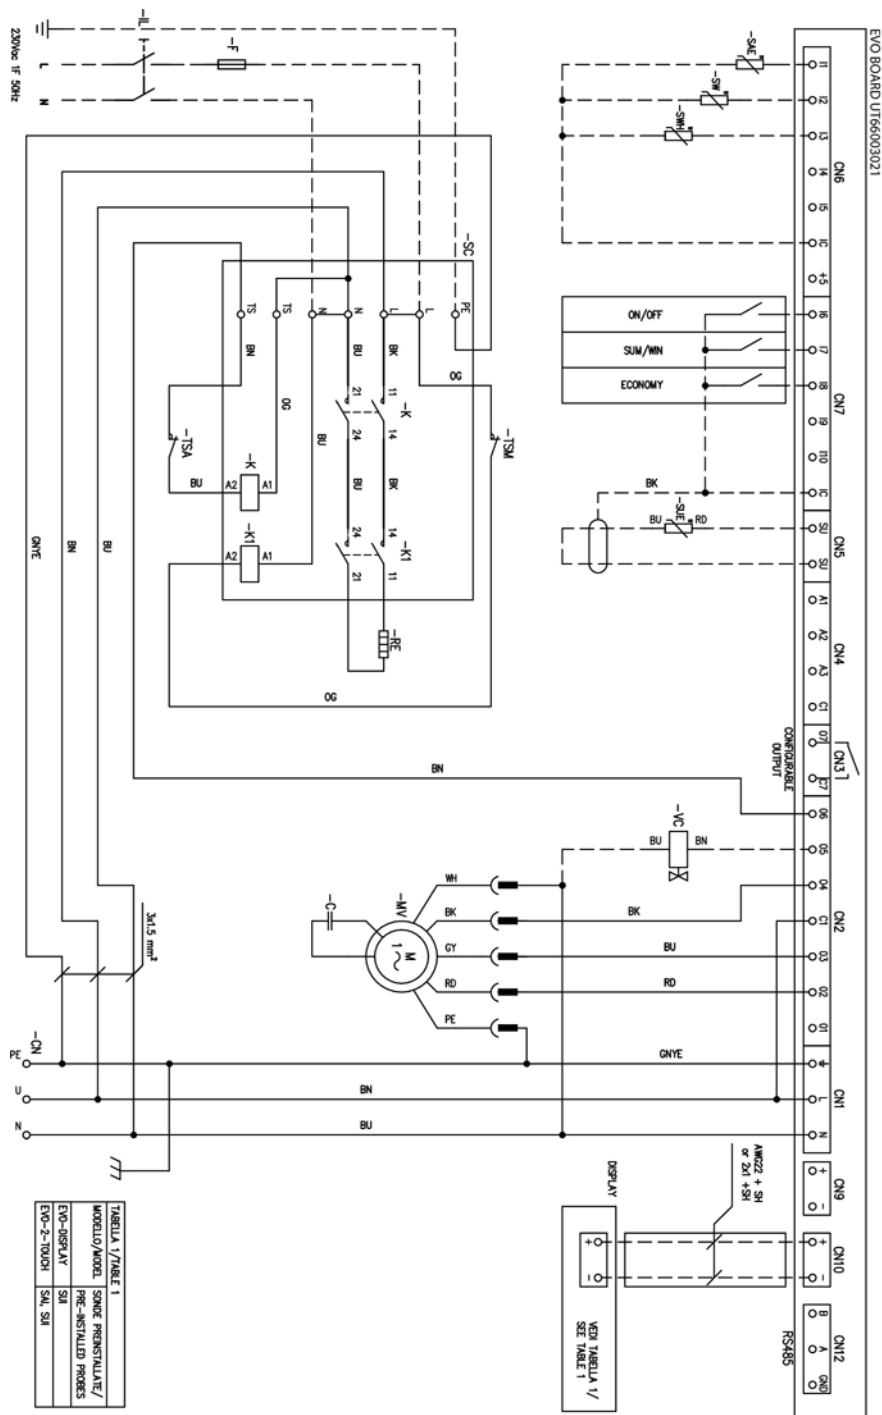 EVO BOARD UT66003021
CN6
I1
I2
I3
I4
I5
IC
+5
CN7
I6
I7
I8
I9
I10
IC
CN5
SU
SU
CN4
A1
A2
A3
C1
CN3
O7
C7
CONFIGURABLE
OUTPUT
CN2
O6
O5
O4
C1
O3
O2
O1
CN1
L
N
CN9
+
-
CN10
+
-
CN12
B
A
GND
RS485
-SAE
-SW
-SWH
ON/OFF
SUM/WIN
ECONOMY
BK
-SUE
BU
RD
-VC
BU
BN
AWG22 + SH
or 2x1 +SH
DISPLAY
+
-
VEDI TABELLA 1/
SEE TABLE 1
-IL
-F
L
N
230Vac 1F 50Hz
-SC
TS
TS
N
N
L
L
PE
BN
OG
BU
BK
OG
21
11
-K
24
14
-TSA
BU
-K
A2
A1
BU
BU
BK
-TSM
-K1
A2
A1
24
14
-K1
21
11
-RE
OG
GNYE
BN
BU
BN
-MV
M
1
-C
WH
BK
GY
RD
PE
BK
BU
RD
GNYE
BN
BU
3x1.5 mm²
-CN
PE
U
N
TABELLA 1/TABLE 1
MODELLO/MODEL
SONDE PREINSTALLATE/
PRE-INSTALLED PROBES
EVO-DISPLAY
SUI
EVO-2-TOUCH
SAI, SUI